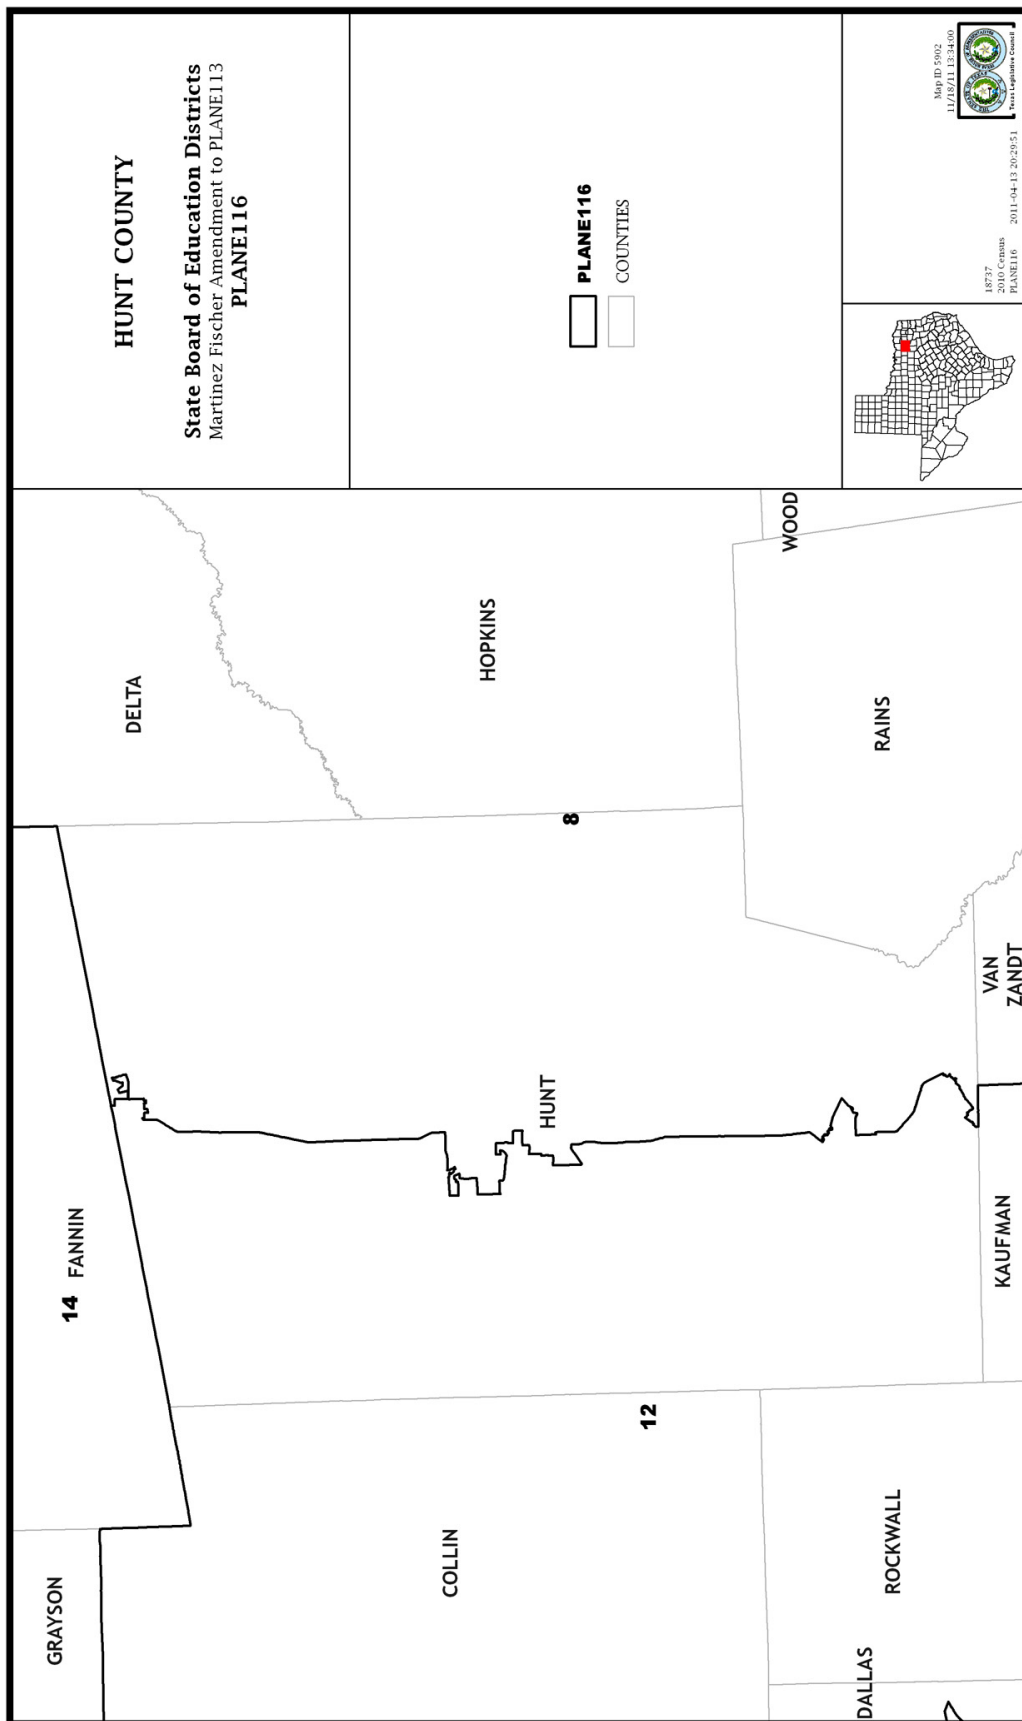 HUNT COUNTY
State Board of Education Districts
Martinez Fischer Amendment to PLANE113
PLANE116
PLANE116
COUNTIES
Map ID 5902
11/18/11 13:34:00
Texas Legislative Council
18737
2010 Census
PLANE116 2011-04-13 20:29:51
GRAYSON
14 FANNIN
DELTA
COLLIN
HUNT
HOPKINS
8
12
WOOD
DALLAS
ROCKWALL
RAINS
KAUFMAN
VAN
ZANDT